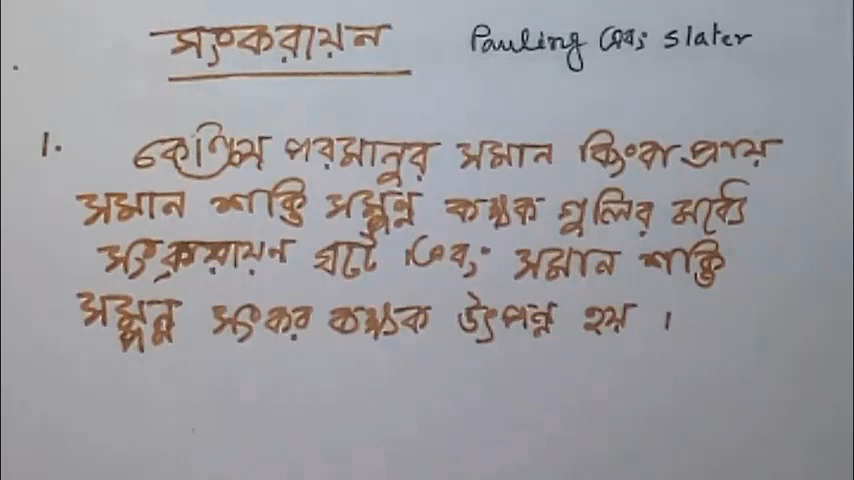 সংকরায়ন Pauling এবং Slater
1. কেন্দ্রিয় পরমানুর সমান কিংবা প্রায়
সমান শক্তি সম্পন্ন কক্ষক গুলির মধ্যে
সংকরায়ন ঘটে এবং সমান শক্তি
সম্পন্ন সংকর কক্ষক উৎপন্ন হয় ।